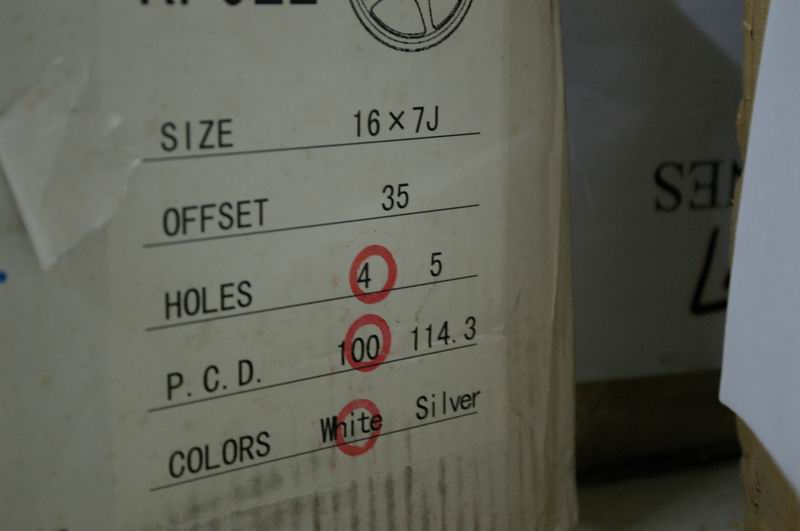 SIZE 16×7J
OFFSET 35
HOLES 4 5
P.C.D. 100 114.3
COLORS White Silver